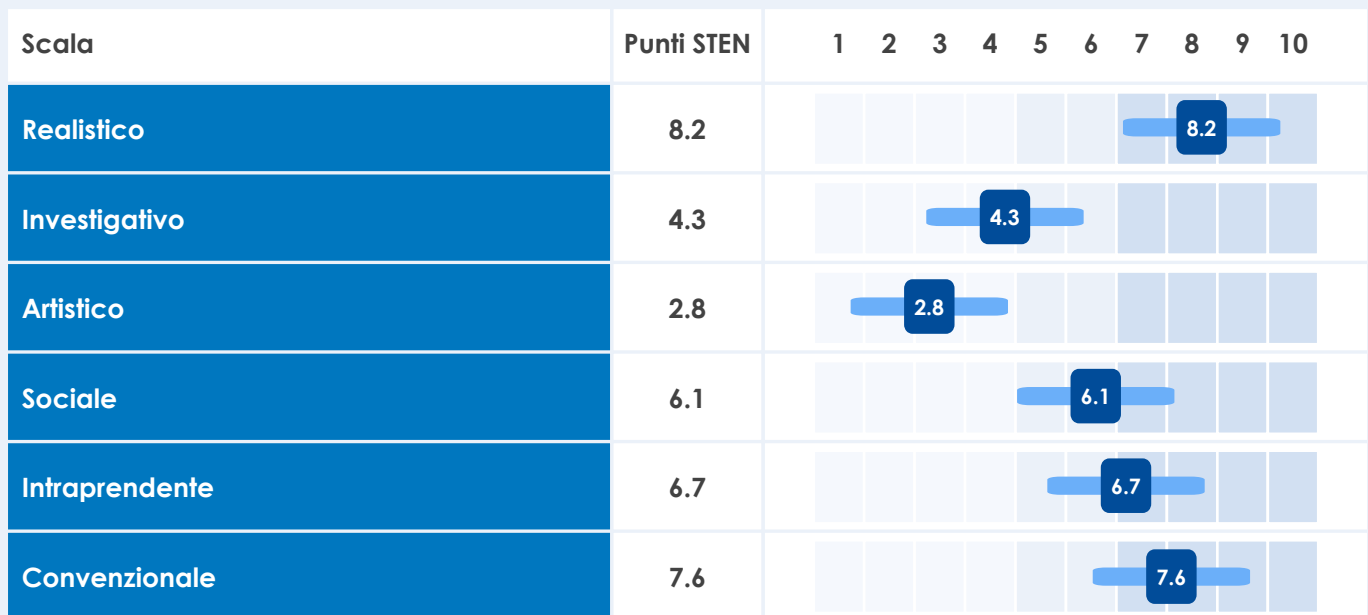 Scala Punti STEN 1 2 3 4 5 6 7 8 9 10
Realistico 8.2 8.2
Investigativo 4.3 4.3
Artistico 2.8 2.8
Sociale 6.1 6.1
Intraprendente 6.7 6.7
Convenzionale 7.6 7.6